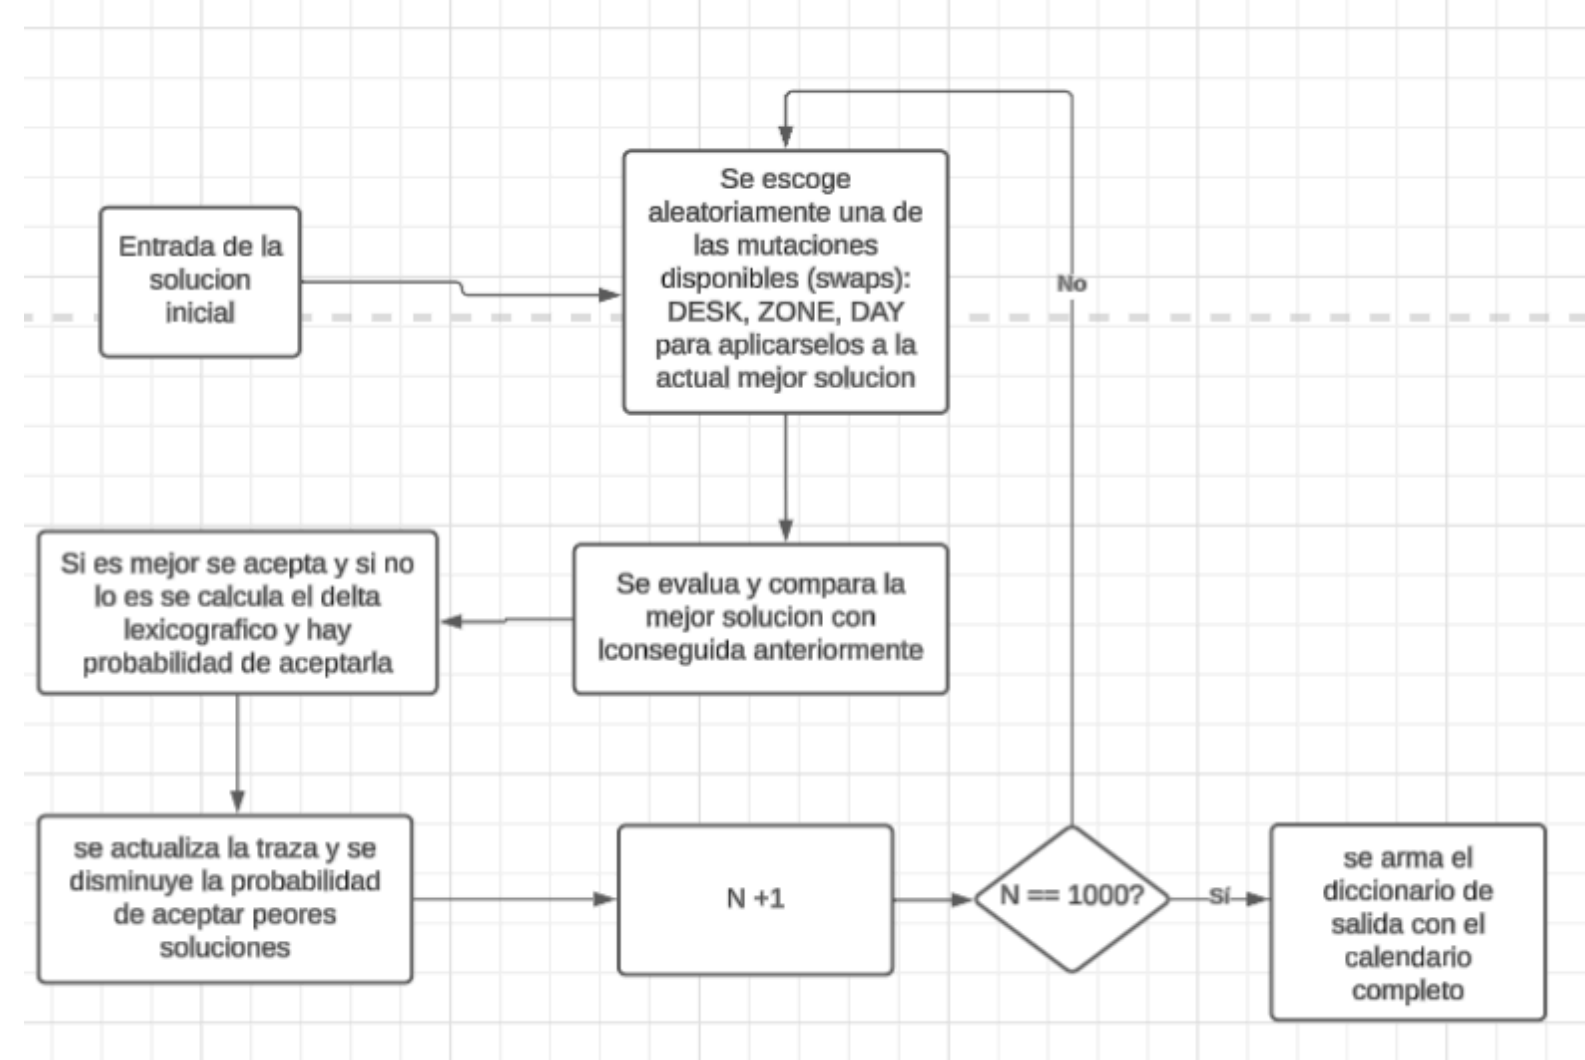 Entrada de la
solucion
inicial
Se escoge
aleatoriamente una de
las mutaciones
disponibles (swaps):
DESK, ZONE, DAY
para aplicarselos a la
actual mejor solucion
No
Se evalua y compara la
mejor solucion con
lconseguida anteriormente
Si es mejor se acepta y si no
lo es se calcula el delta
lexicografico y hay
probabilidad de aceptarla
se actualiza la traza y se
disminuye la probabilidad
de aceptar peores
soluciones
N +1
N == 1000?
Sí
se arma el
diccionario de
salida con el
calendario
completo